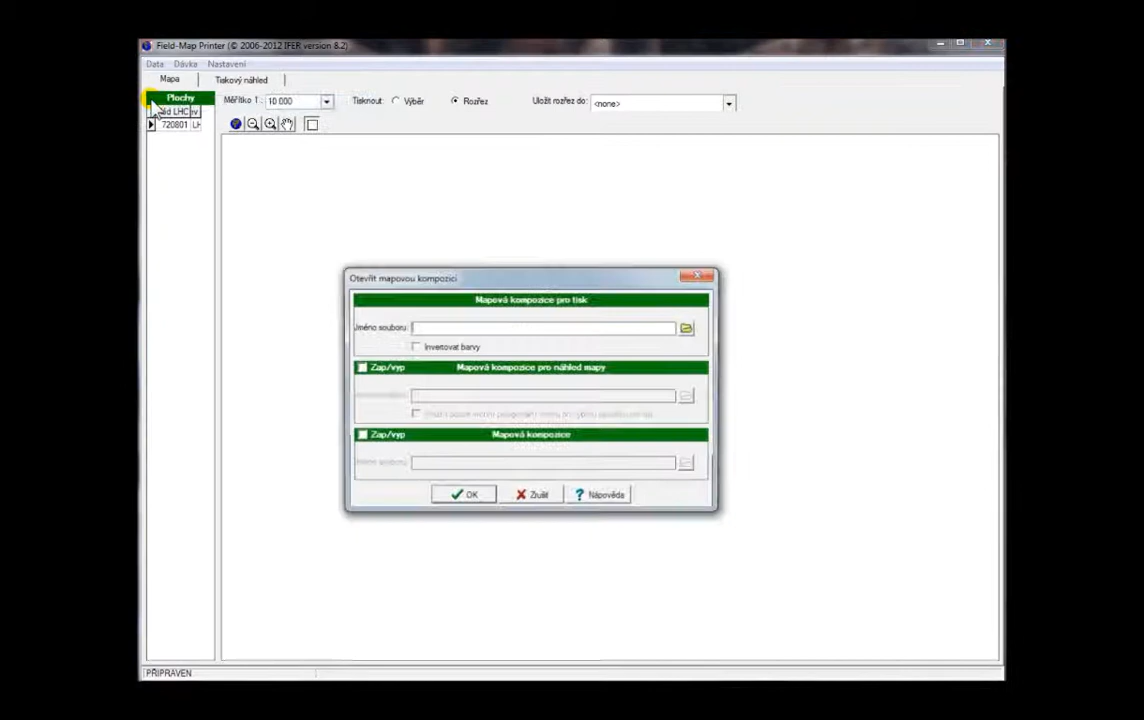 Field-Map Printer (© 2006-2012 IFER version 8.2)
Data Dávka Nastavení
Mapa Tiskový náhled
Plochy
Měřítko 1: 10 000 Tisknout: Výběr Rozřez Uložit rozřez do: <none>
LHC
720801 LH
Otevřít mapovou kompozici
Mapová kompozice pro tisk
Jméno souboru:
Invertovat barvy
Zap/vyp Mapová kompozice pro náhled mapy
Zap/vyp Mapová kompozice
OK Zrušit Nápověda
PŘIPRAVEN